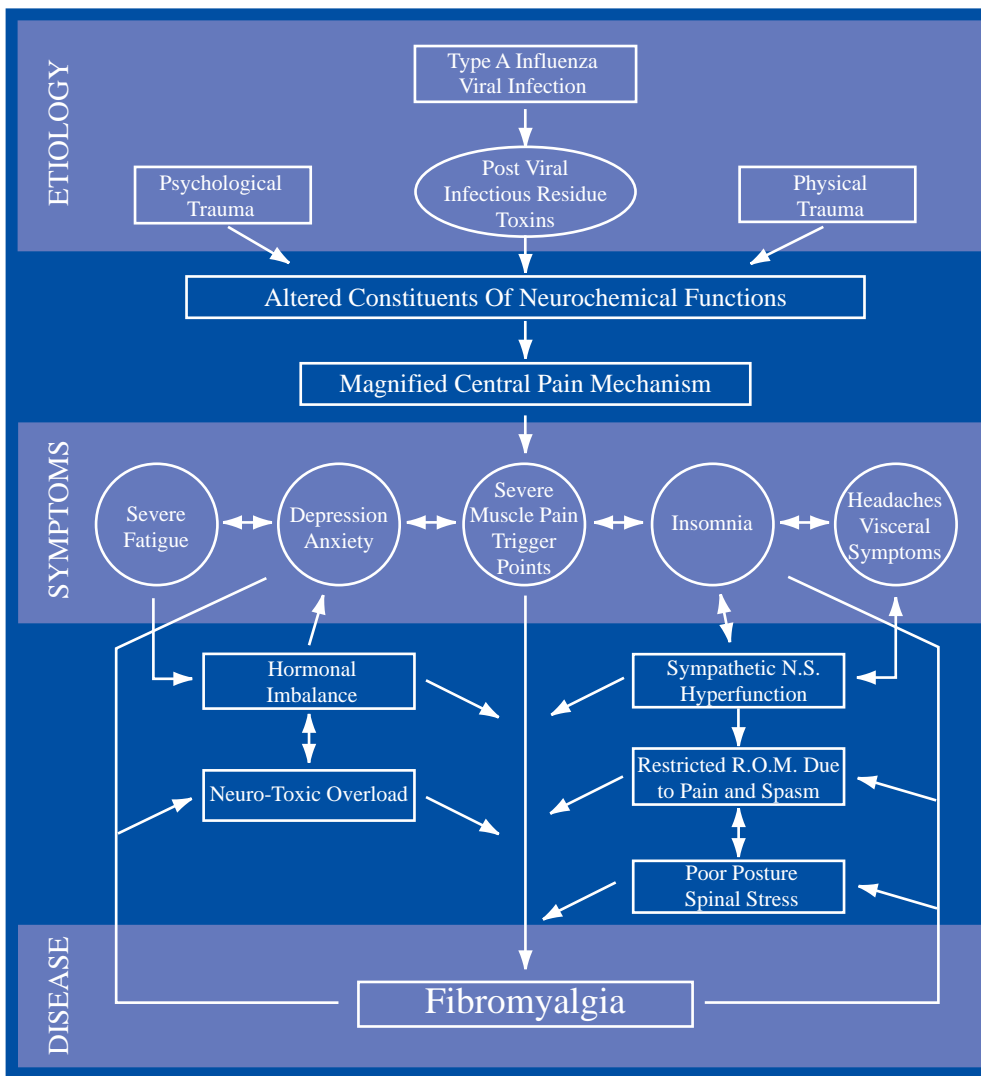 ETIOLOGY
Type A Influenza
Viral Infection
Post Viral
Infectious Residue
Toxins
Psychological
Trauma
Physical
Trauma
Altered Constituents Of Neurochemical Functions
Magnified Central Pain Mechanism
SYMPTOMS
Severe
Fatigue
Depression
Anxiety
Severe
Muscle Pain
Trigger
Points
Insomnia
Headaches
Visceral
Symptoms
Hormonal
Imbalance
Sympathetic N.S.
Hyperfunction
Neuro-Toxic Overload
Restricted R.O.M. Due
to Pain and Spasm
Poor Posture
Spinal Stress
DISEASE
Fibromyalgia